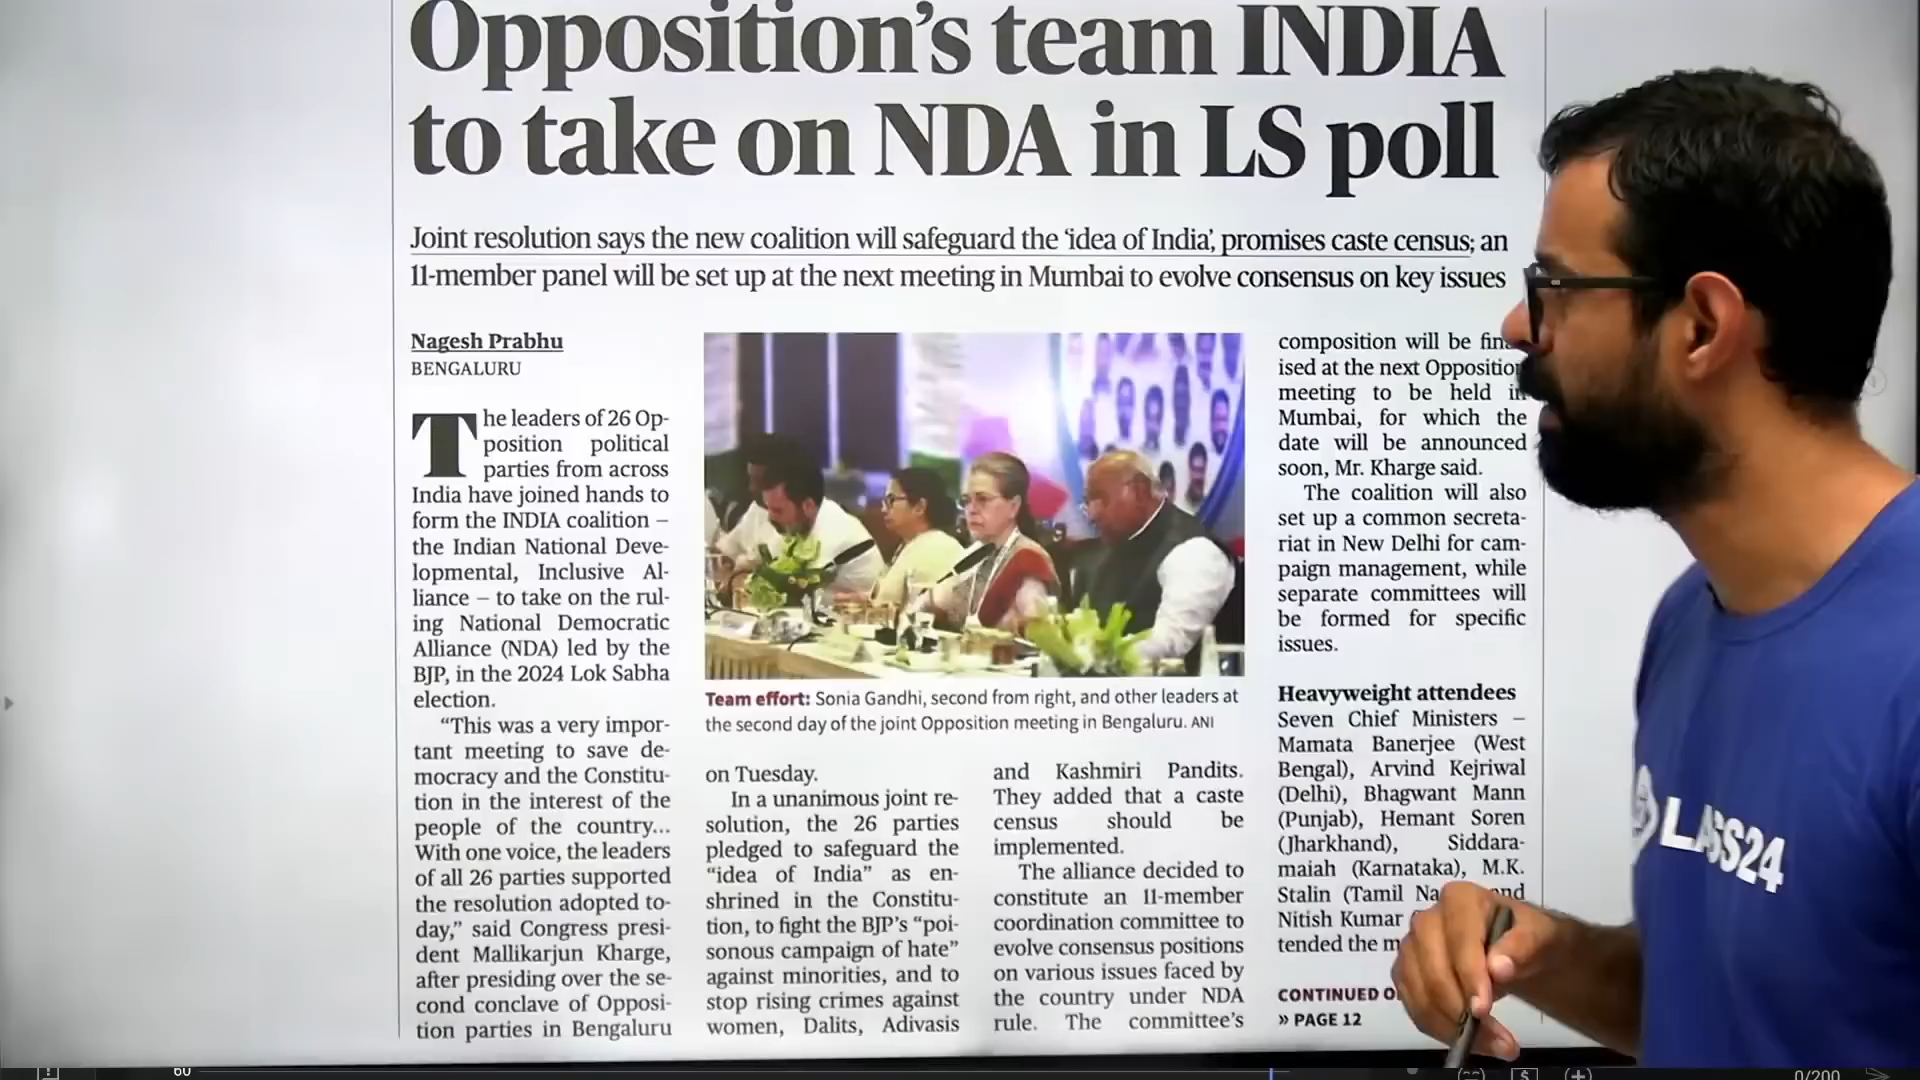 Opposition's team INDIA
to take on NDA in LS poll
Joint resolution says the new coalition will safeguard the 'idea of India', promises caste census; an
11-member panel will be set up at the next meeting in Mumbai to evolve consensus on key issues
Nagesh Prabhu
BENGALURU
The leaders of 26 Op-
position political
parties from across
India have joined hands to
form the INDIA coalition –
the Indian National Deve-
lopmental, Inclusive Al-
liance – to take on the rul-
ing National Democratic
Alliance (NDA) led by the
BJP, in the 2024 Lok Sabha
election.
"This was a very impor-
tant meeting to save de-
mocracy and the Constitu-
tion in the interest of the
people of the country...
With one voice, the leaders
of all 26 parties supported
the resolution adopted to-
day," said Congress presi-
dent Mallikarjun Kharge,
after presiding over the se-
cond conclave of Opposi-
tion parties in Bengaluru
Team effort: Sonia Gandhi, second from right, and other leaders at
the second day of the joint Opposition meeting in Bengaluru. ANI
on Tuesday.
In a unanimous joint re-
solution, the 26 parties
pledged to safeguard the
"idea of India" as en-
shrined in the Constitu-
tion, to fight the BJP's "poi-
sonous campaign of hate"
against minorities, and to
stop rising crimes against
women, Dalits, Adivasis
and Kashmiri Pandits.
They added that a caste
census should be
implemented.
The alliance decided to
constitute an 11-member
coordination committee to
evolve consensus positions
on various issues faced by
the country under NDA
rule. The committee's
composition will be
ised at the next Opposition
meeting to be held in
Mumbai, for which the
date will be announced
soon, Mr. Kharge said.
The coalition will also
set up a common secreta-
riat in New Delhi for cam-
paign management, while
separate committees will
be formed for specific
issues.
Heavyweight attendees
Seven Chief Ministers –
Mamata Banerjee (West
Bengal), Arvind Kejriwal
(Delhi), Bhagwant Mann
(Punjab), Hemant Soren
(Jharkhand), Siddara-
maiah (Karnataka), M.K.
Stalin (Tamil
Nitish Kumar
tended the
CONTINUED
» PAGE 12
LASS24
60
0/200